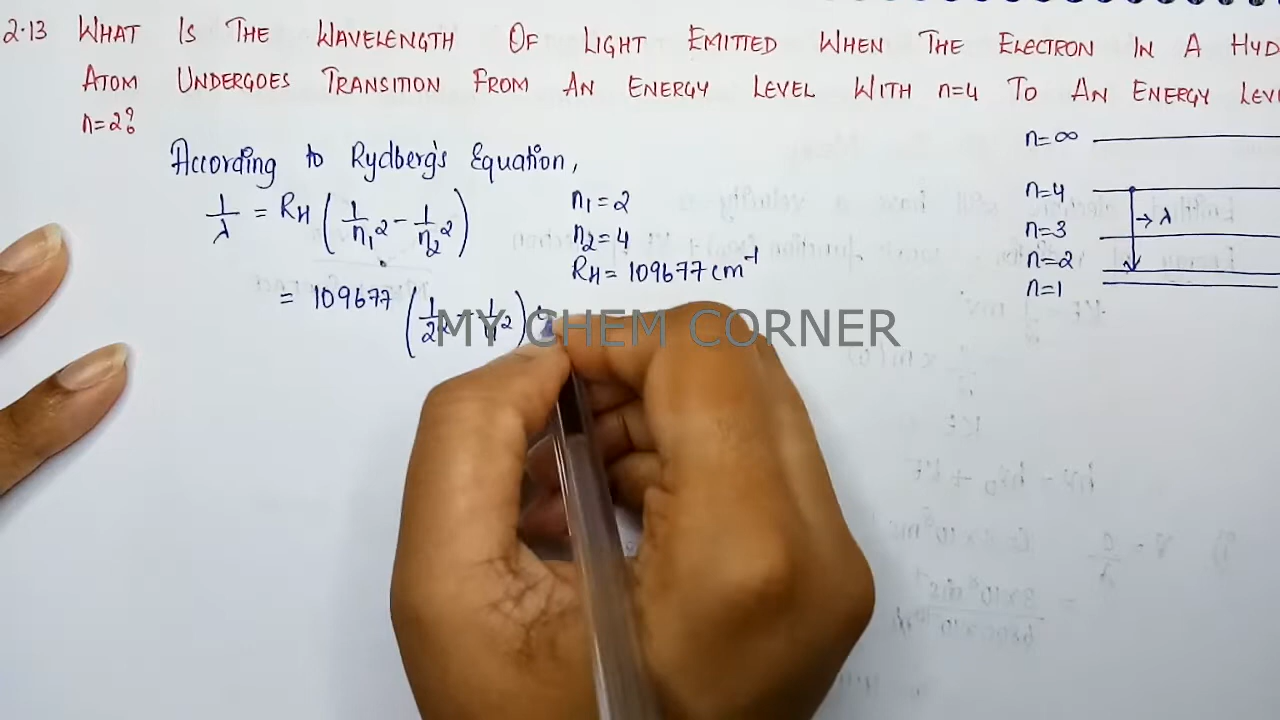 2.13 WHAT IS THE WAVELENGTH OF LIGHT EMITTED WHEN THE ELECTRON IN A HYD
ATOM UNDERGOES TRANSITION FROM AN ENERGY LEVEL WITH n=4 TO AN ENERGY LEVE
n=2?
According to Rydberg's Equation,
1/λ = RH (1/n₁² - 1/n₂²)
n₁ = 2
n₂ = 4
RH = 109677 cm⁻¹
= 109677 (1/2² - 1/4²)
n=∞
n=4
→ λ
n=3
n=2
n=1
MY CHEM CORNER